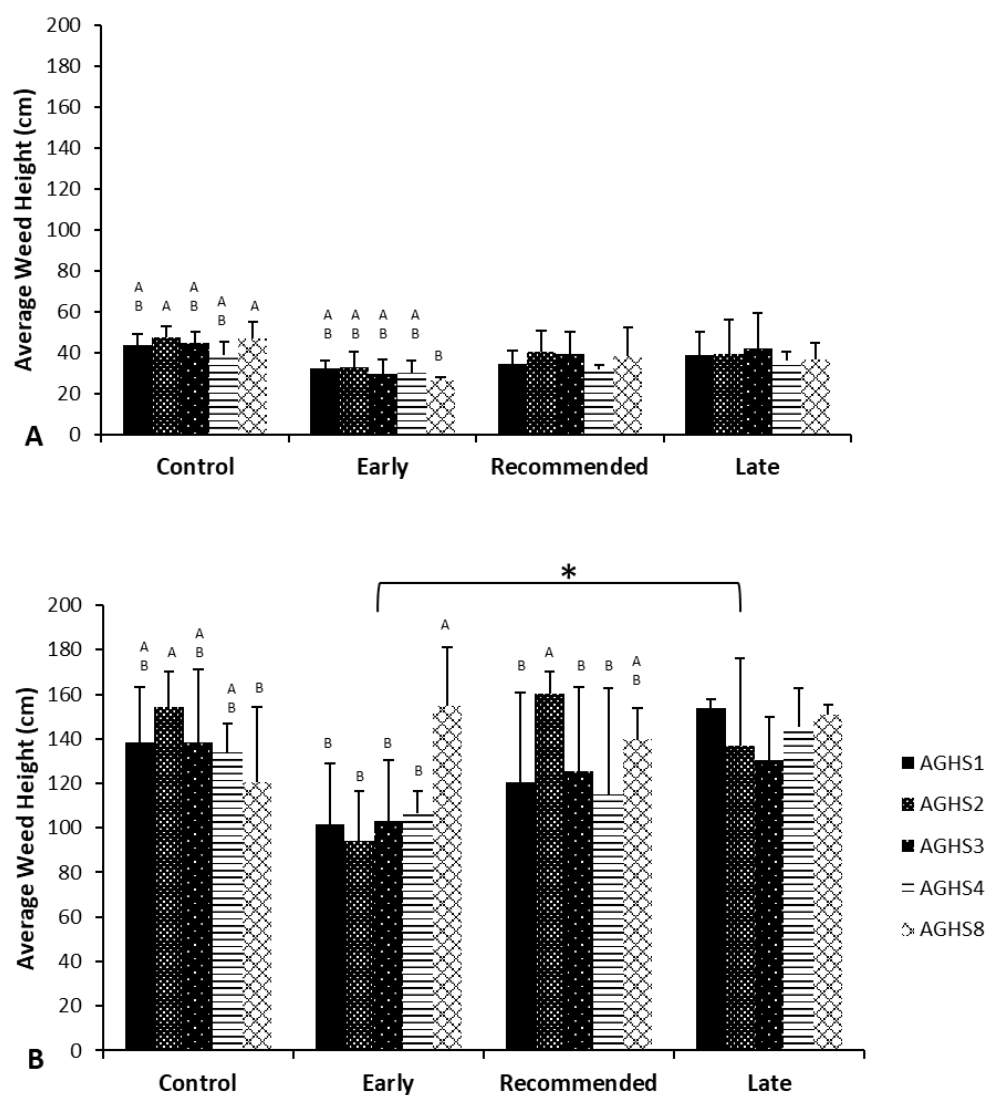 200
180
160
140
120
100
80
60
40
20
0
Average Weed Height (cm)
A
A
B
A
A
B
A
B
A
A
B
A
B
A
B
A
B
B
Control Early Recommended Late
*
200
180
160
140
120
100
80
60
40
20
0
Average Weed Height (cm)
B
A
B
A
A
B
A
B
B
B
B
B
B
A
B
A
B
B
A
B
Control Early Recommended Late
AGHS1
AGHS2
AGHS3
AGHS4
AGHS8